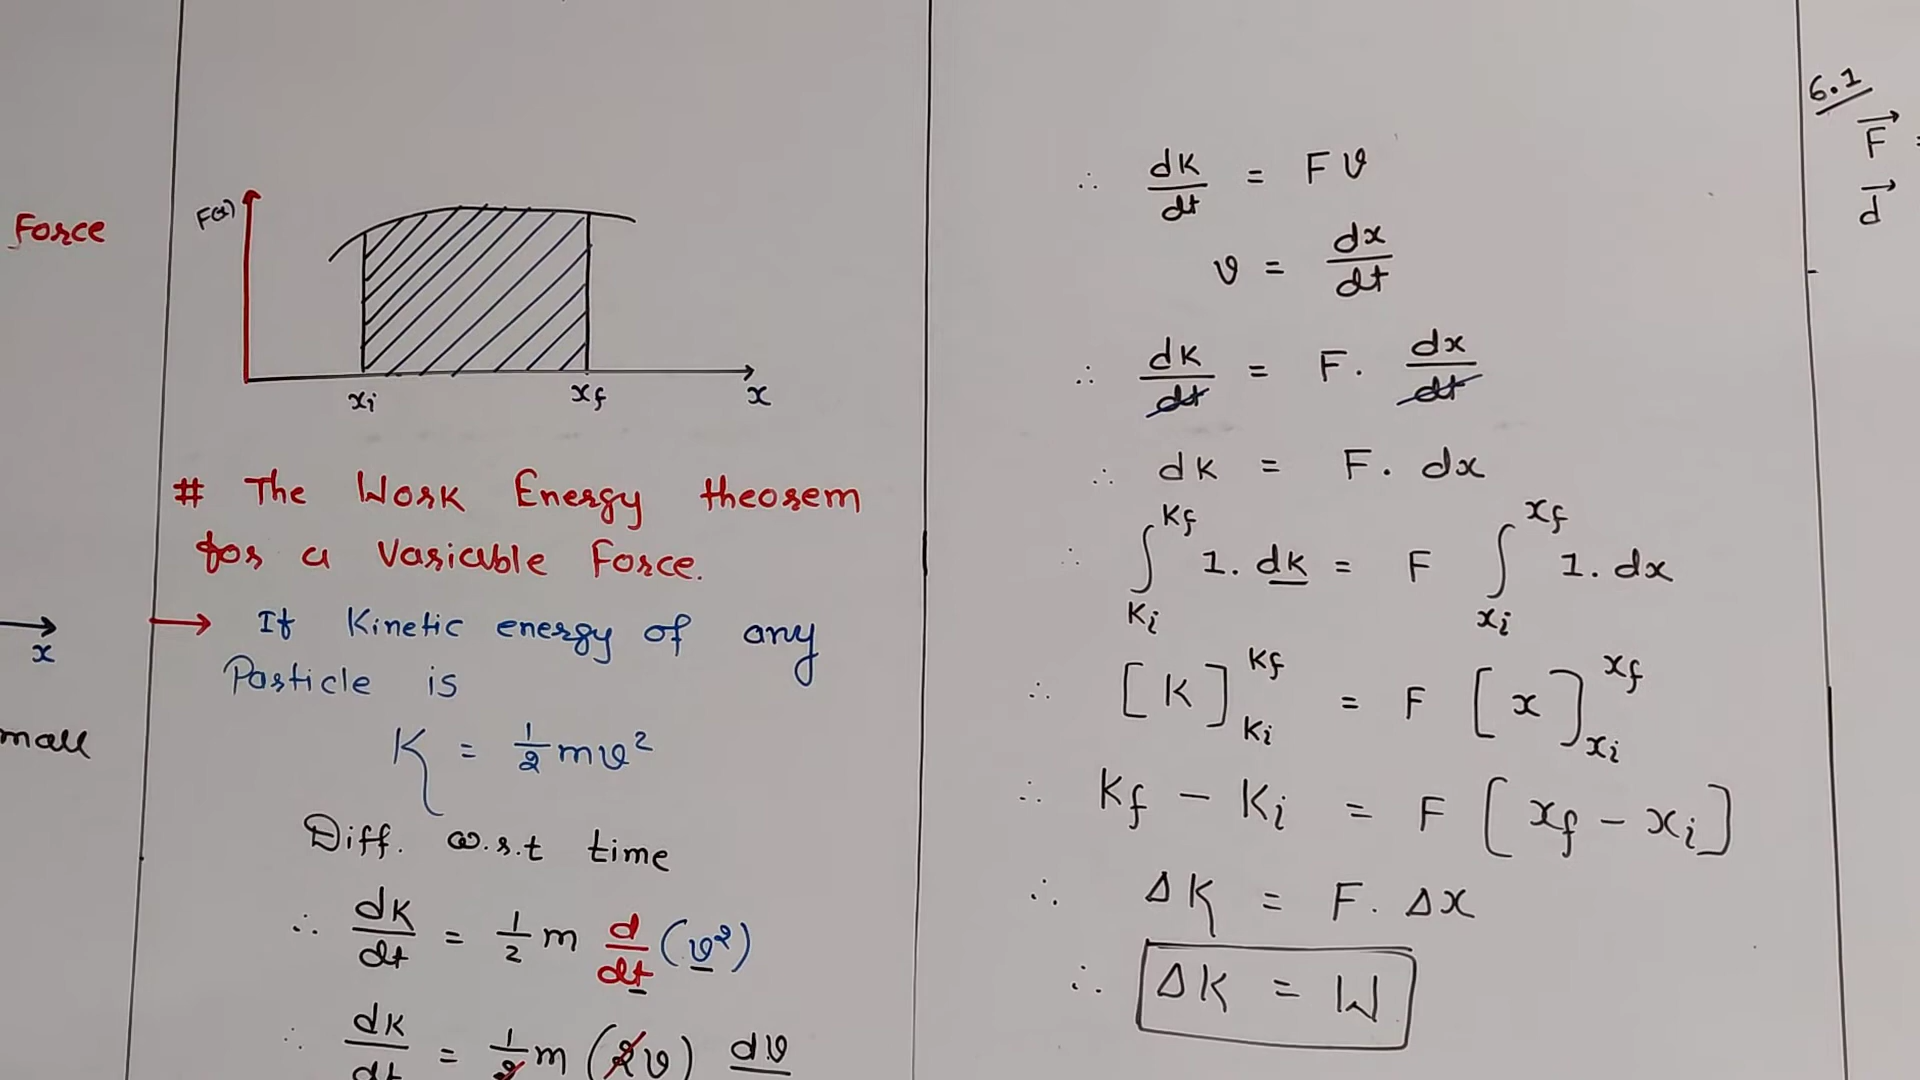 Force
x
mall
F(x)
xi xf x
# The Work Energy theorem
for a Variable Force.
→ If Kinetic energy of any
Particle is
K = 1/2 mv²
Diff. w.r.t time
∴ dK/dt = 1/2 m d/dt (v²)
∴ dK/dt = 1/2 m (2v) dv
∴ dK/dt = Fv
v = dx/dt
∴ dK/dt = F. dx/dt
∴ dK = F. dx
∴ ∫_{Ki}^{Kf} 1. dK = F ∫_{xi}^{xf} 1. dx
∴ [K]_{Ki}^{Kf} = F [x]_{xi}^{xf}
∴ Kf - Ki = F [xf - xi]
∴ ΔK = F. Δx
∴ ΔK = W
6.1
F⃗ =
d⃗